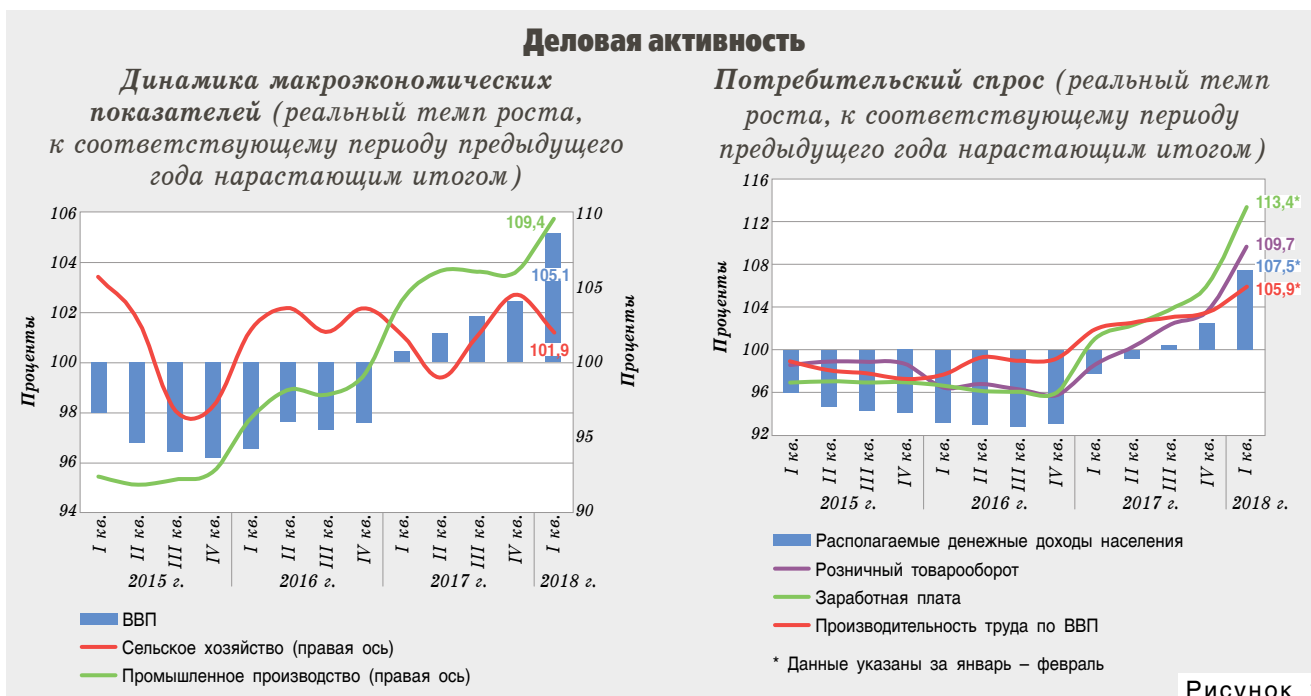 Деловая активность
Динамика макроэкономических
показателей (реальный темп роста,
к соответствующему периоду предыдущего
года нарастающим итогом)
106
104
102
100
98
96
94
Проценты
110
105
100
95
90
Проценты
109,4
105,1
101,9
I кв.
II кв.
III кв.
IV кв.
I кв.
II кв.
III кв.
IV кв.
I кв.
II кв.
III кв.
IV кв.
I кв.
2015 г.
2016 г.
2017 г.
2018 г.
ВВП
Сельское хозяйство (правая ось)
Промышленное производство (правая ось)
Потребительский спрос (реальный темп
роста, к соответствующему периоду
предыдущего года нарастающим итогом)
116
112
108
104
100
96
92
Проценты
113,4*
109,7
107,5*
105,9*
I кв.
II кв.
III кв.
IV кв.
I кв.
II кв.
III кв.
IV кв.
I кв.
II кв.
III кв.
IV кв.
I кв.
2015 г.
2016 г.
2017 г.
2018 г.
Располагаемые денежные доходы населения
Розничный товарооборот
Заработная плата
Производительность труда по ВВП
* Данные указаны за январь – февраль
Рисунок